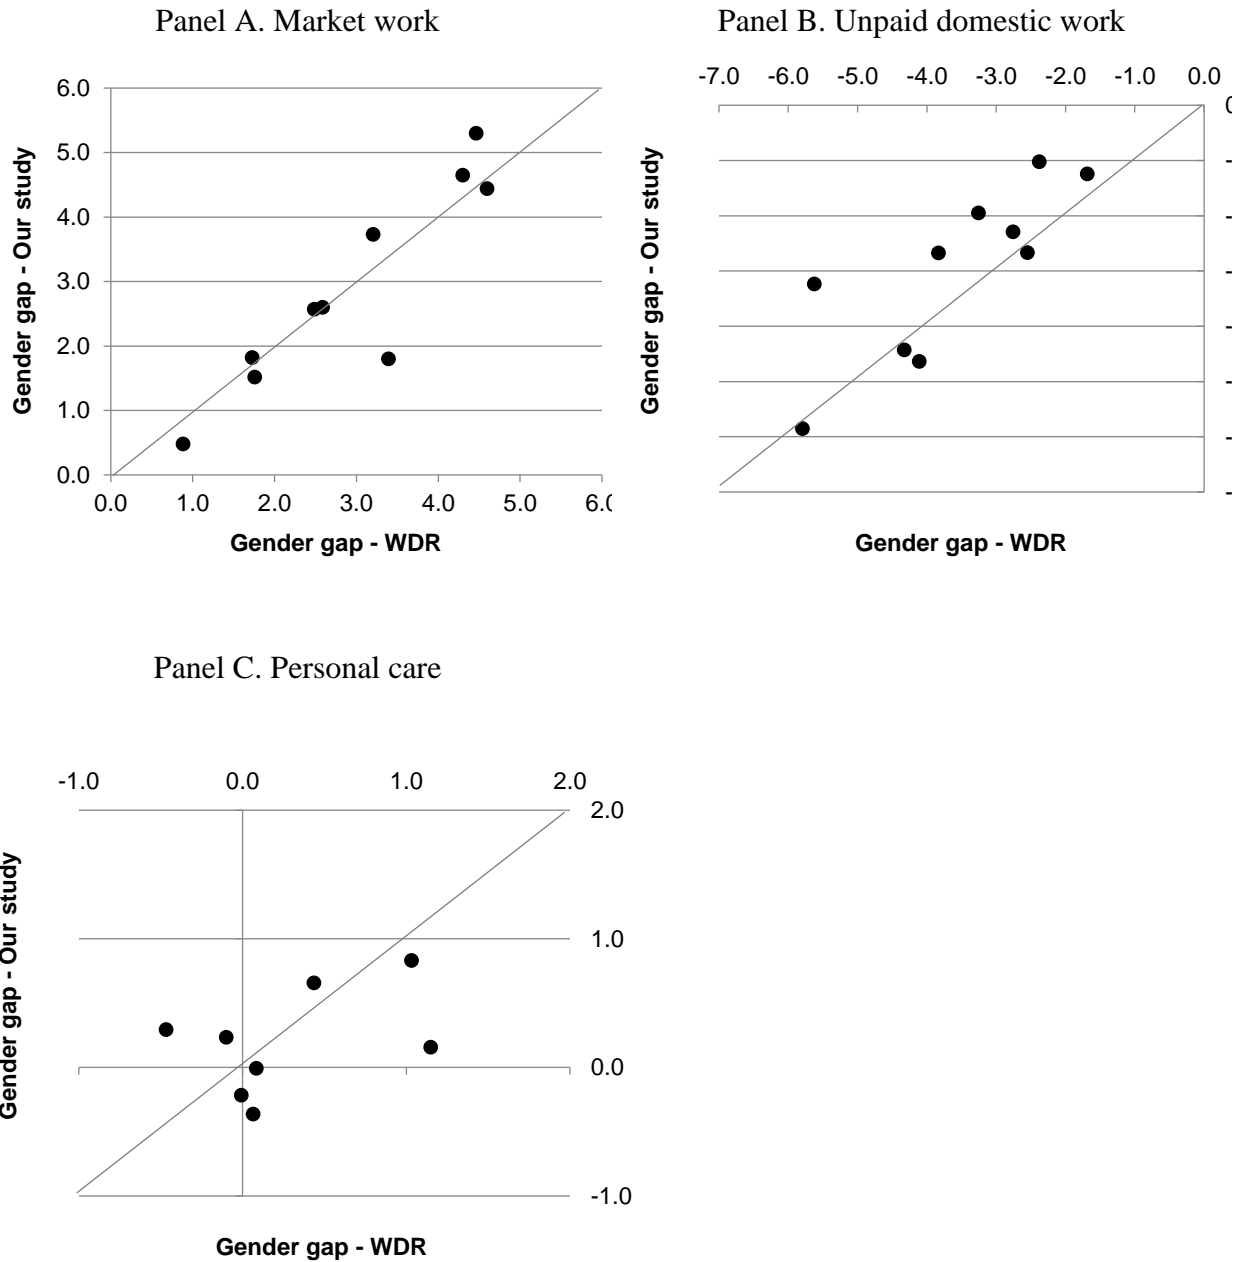 Panel A. Market work
6.0
5.0
4.0
3.0
2.0
1.0
0.0
0.0 1.0 2.0 3.0 4.0 5.0
Gender gap - Our study
Gender gap - WDR
Panel B. Unpaid domestic work
-7.0 -6.0 -5.0 -4.0 -3.0 -2.0 -1.0 0.0
Gender gap - Our study
Gender gap - WDR
Panel C. Personal care
-1.0 0.0 1.0 2.0
2.0
1.0
0.0
-1.0
Gender gap - Our study
Gender gap - WDR